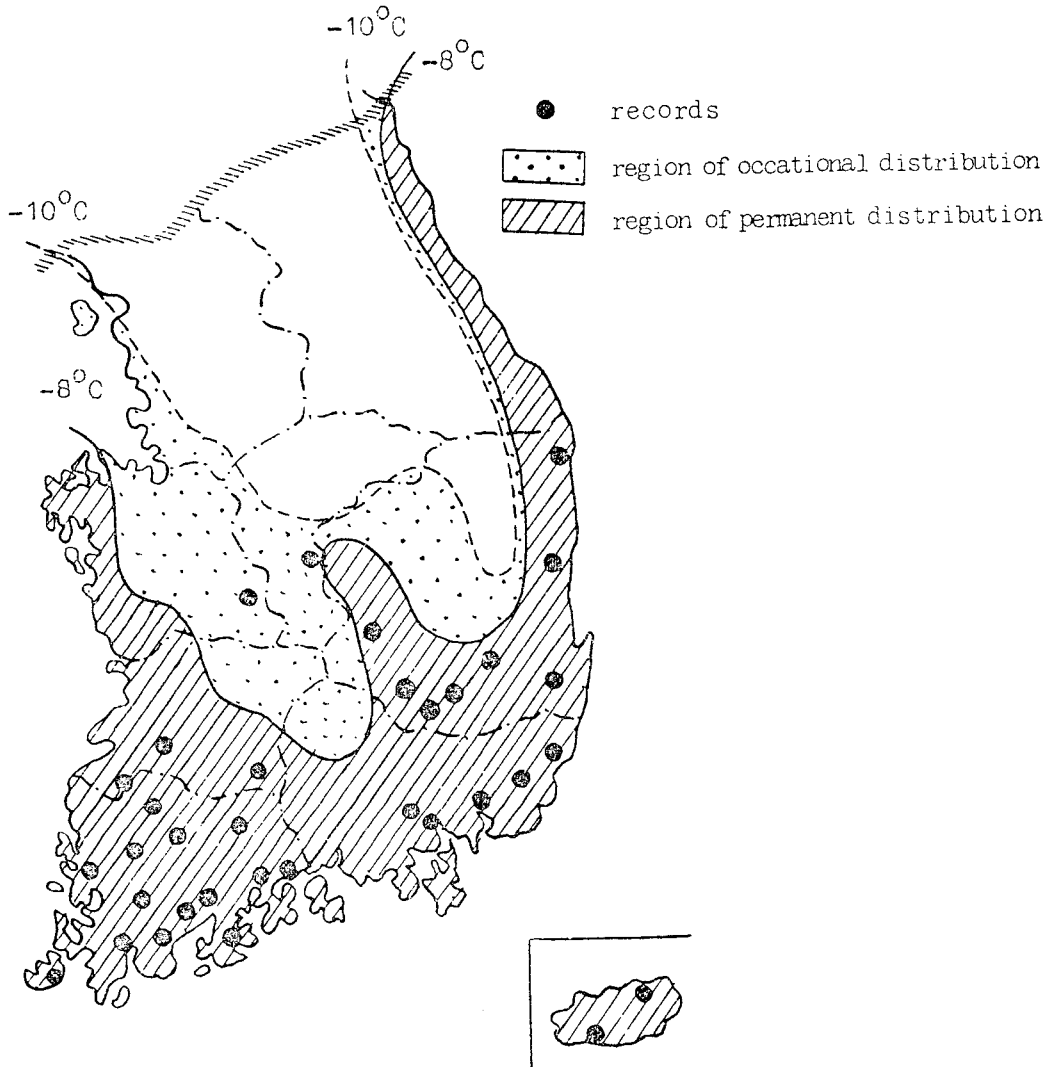 -10°C
-8°C
records
region of occational distribution
region of permanent distribution
-10°C
-8°C